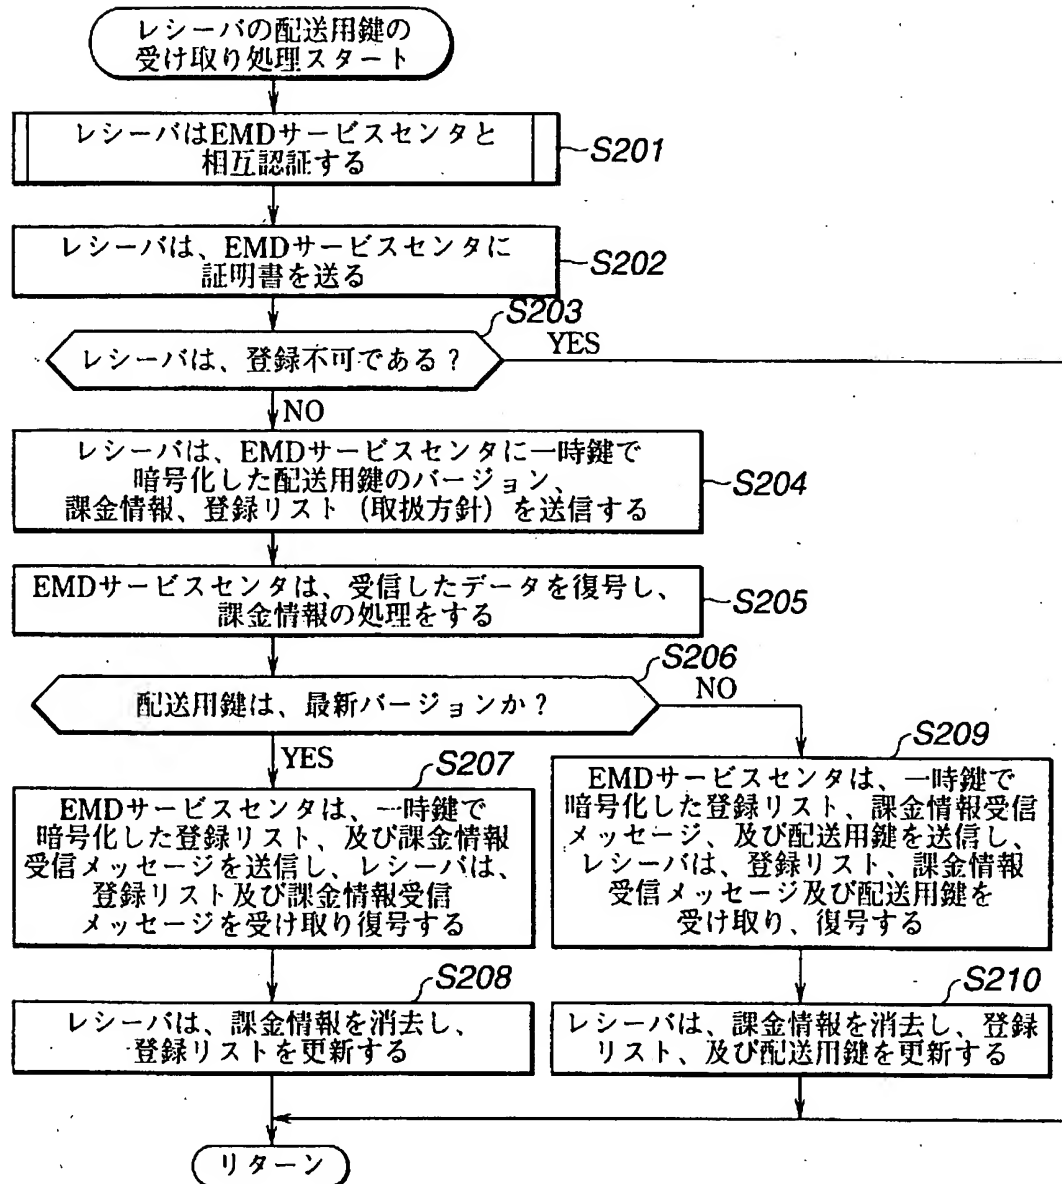 レシーバの配送用鍵の
受け取り処理スタート
レシーバはEMDサービスセンタと
相互認証する
S201
レシーバは、EMDサービスセンタに
証明書を送る
S202
S203
レシーバは、登録不可である？
YES
NO
レシーバは、EMDサービスセンタに一時鍵で
暗号化した配送用鍵のバージョン、
課金情報、登録リスト（取扱方針）を送信する
S204
EMDサービスセンタは、受信したデータを復号し、
課金情報の処理をする
S205
S206
配送用鍵は、最新バージョンか？
NO
YES
S207
EMDサービスセンタは、一時鍵で
暗号化した登録リスト、及び課金情報
受信メッセージを送信し、レシーバは、
登録リスト及び課金情報受信
メッセージを受け取り復号する
S209
EMDサービスセンタは、一時鍵で
暗号化した登録リスト、課金情報受信
メッセージ、及び配送用鍵を送信し、
レシーバは、登録リスト、課金情報
受信メッセージ及び配送用鍵を
受け取り、復号する
S208
レシーバは、課金情報を消去し、
登録リストを更新する
S210
レシーバは、課金情報を消去し、登録
リスト、及び配送用鍵を更新する
リターン